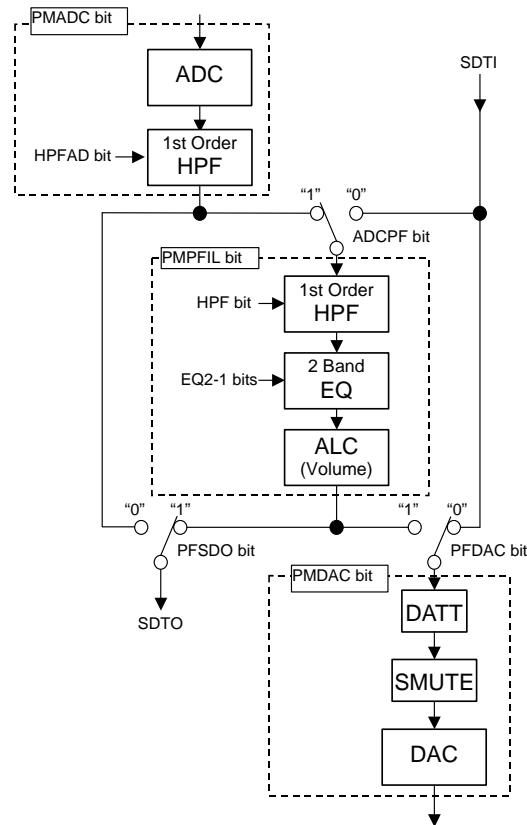 PMADC bit
ADC
SDTI
1st Order
HPF
HPFAD bit
“1”
“0”
ADCPF bit
PMPFIL bit
1st Order
HPF
HPF bit
2 Band
EQ
EQ2-1 bits
ALC
(Volume)
“0”
“1”
“1”
“0”
PFSDO bit
PFDAC bit
SDTO
PMDAC bit
DATT
SMUTE
DAC